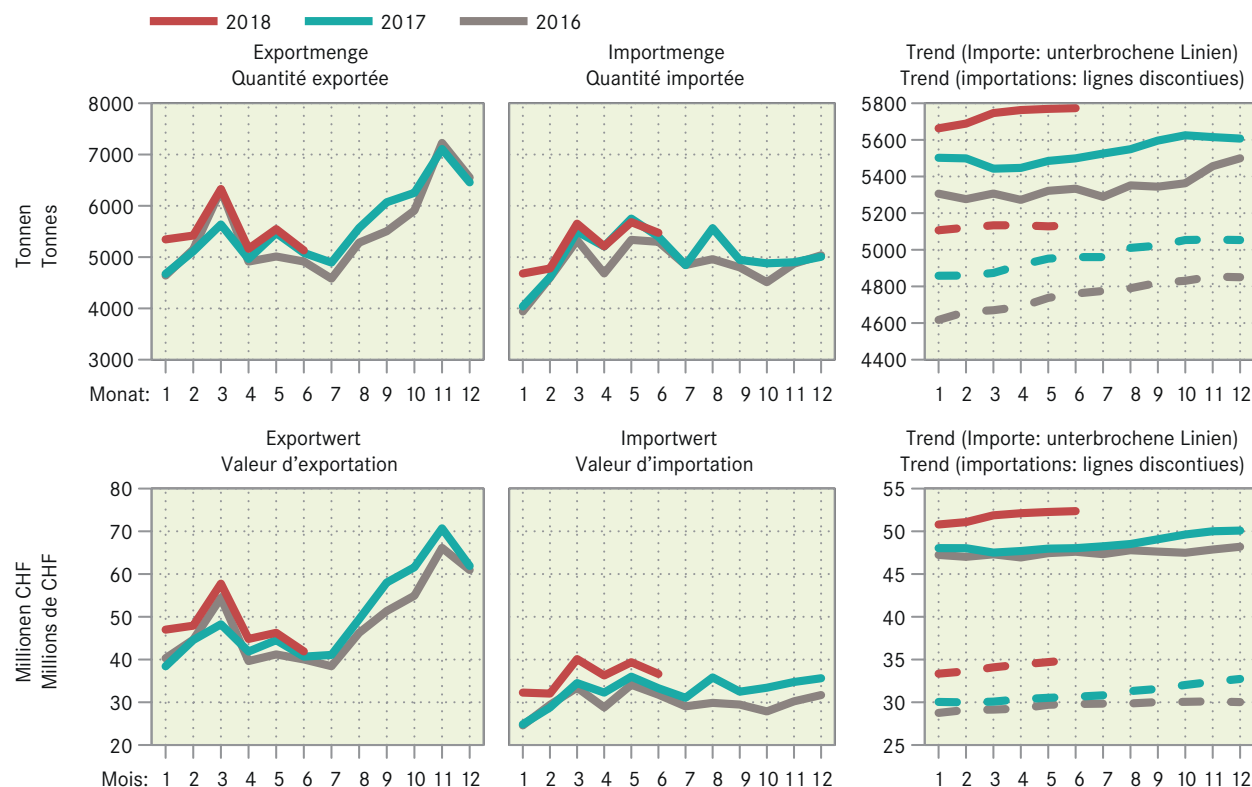 2018 2017 2016
Exportmenge
Quantité exportée
Importmenge
Quantité importée
Trend (Importe: unterbrochene Linien)
Trend (importations: lignes discontiues)
Tonnen
Tonnes
8000
7000
6000
5000
4000
3000
5800
5600
5400
5200
5000
4800
4600
4400
Monat: 1 2 3 4 5 6 7 8 9 10 11 12
1 2 3 4 5 6 7 8 9 10 11 12
1 2 3 4 5 6 7 8 9 10 11 12
Exportwert
Valeur d'exportation
Importwert
Valeur d'importation
Trend (Importe: unterbrochene Linien)
Trend (importations: lignes discontiues)
Millionen CHF
Millions de CHF
80
70
60
50
40
30
20
55
50
45
40
35
30
25
Mois: 1 2 3 4 5 6 7 8 9 10 11 12
1 2 3 4 5 6 7 8 9 10 11 12
1 2 3 4 5 6 7 8 9 10 11 12